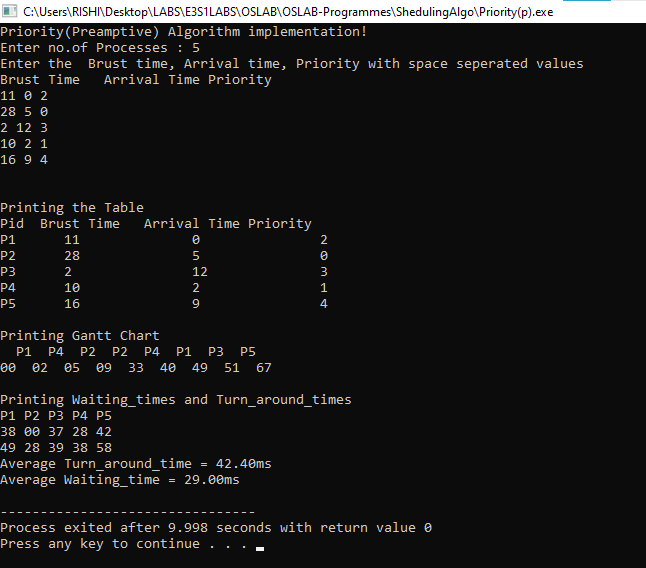 C:\Users\RISHI\Desktop\LABS\E3S1LABS\OSLAB\OSLAB-Programmes\ShedulingAlgo\Priority(p).exe
Priority(Preamptive) Algorithm implementation!
Enter no.of Processes : 5
Enter the  Brust time, Arrival time, Priority with space seperated values
Brust Time   Arrival Time Priority
11 0 2
28 5 0
2 12 3
10 2 1
16 9 4
Printing the Table
Pid  Brust Time   Arrival Time Priority
P1      11              0               2
P2      28              5               0
P3      2               12              3
P4      10              2               1
P5      16              9               4
Printing Gantt Chart
  P1  P4  P2  P2  P4  P1  P3  P5
00  02  05  09  33  40  49  51  67
Printing Waiting_times and Turn_around_times
P1 P2 P3 P4 P5
38 00 37 28 42
49 28 39 38 58
Average Turn_around_time = 42.40ms
Average Waiting_time = 29.00ms
--------------------------------
Process exited after 9.998 seconds with return value 0
Press any key to continue . . .